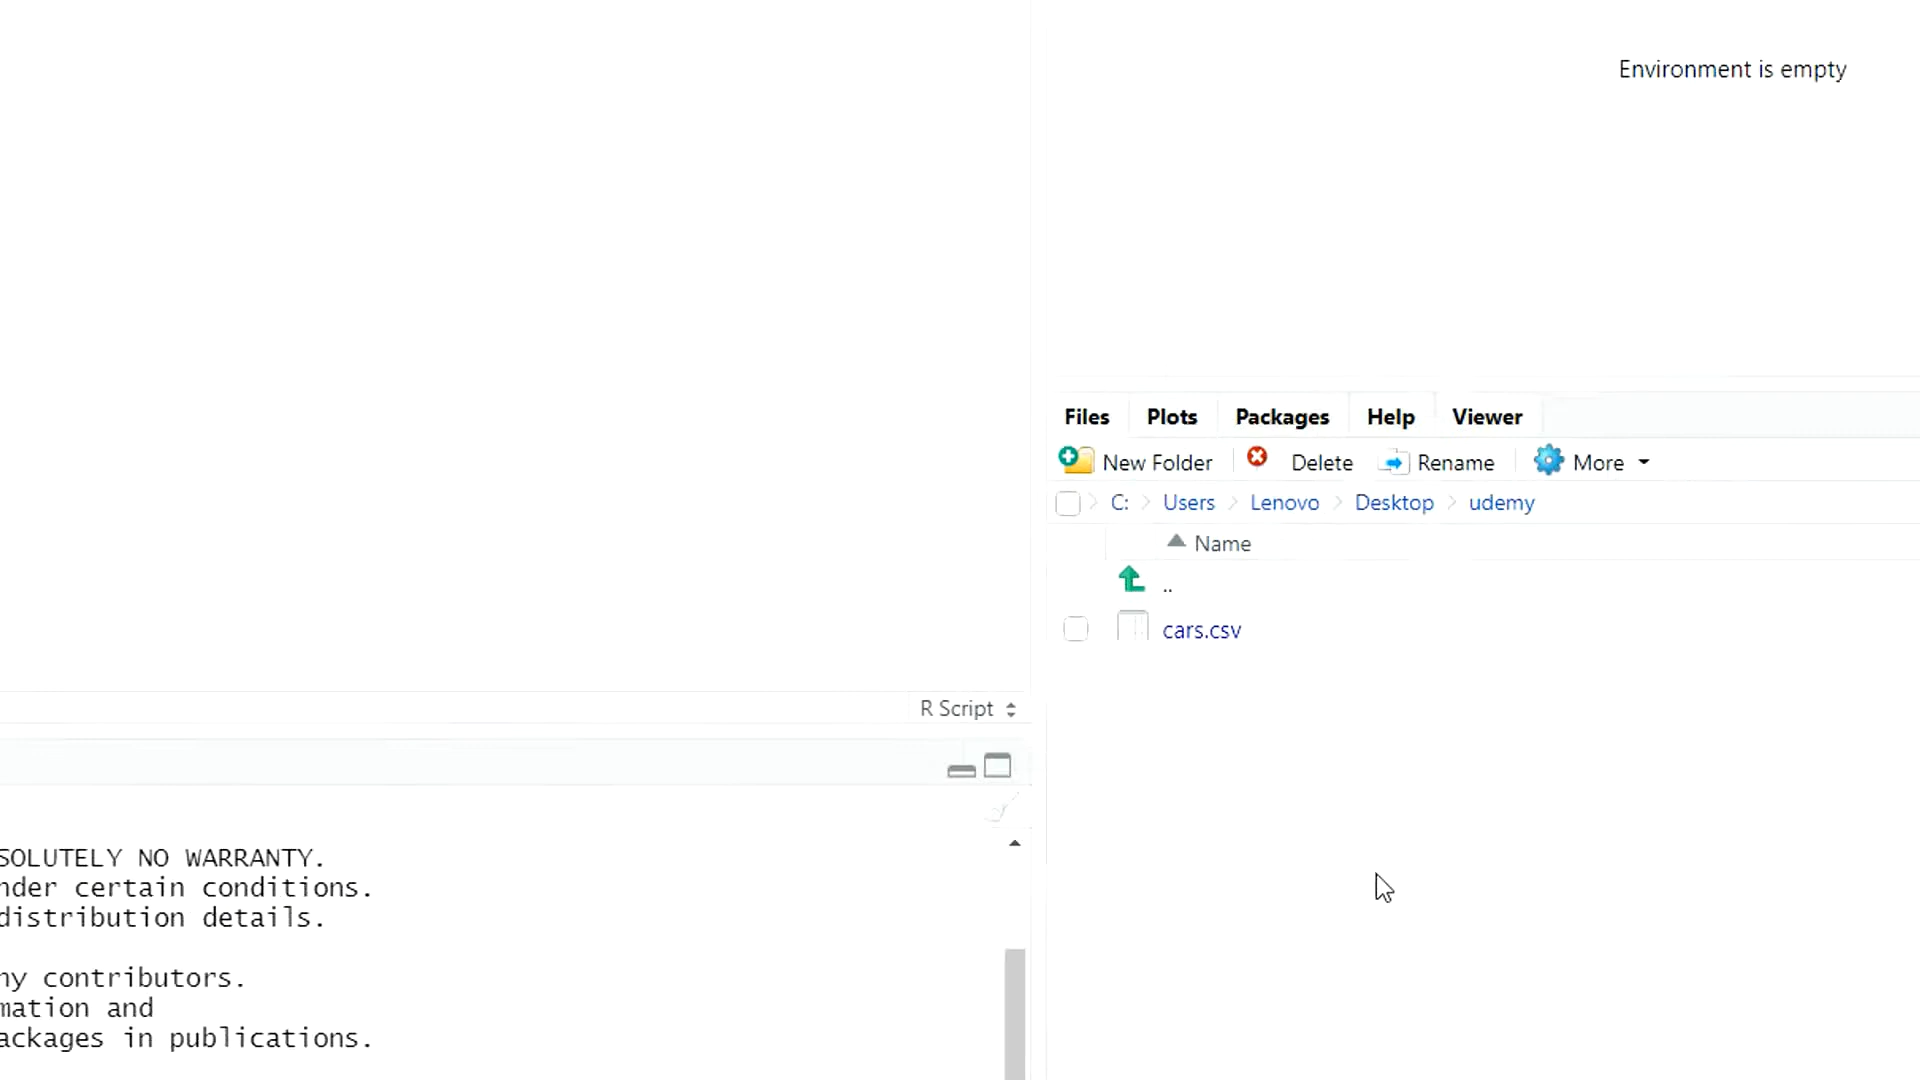 Environment is empty
Files Plots Packages Help Viewer
New Folder Delete Rename More
C: Users Lenovo Desktop udemy
Name
..
cars.csv
R Script
SOLUTELY NO WARRANTY.
nder certain conditions.
distribution details.
ny contributors.
mation and
ackages in publications.